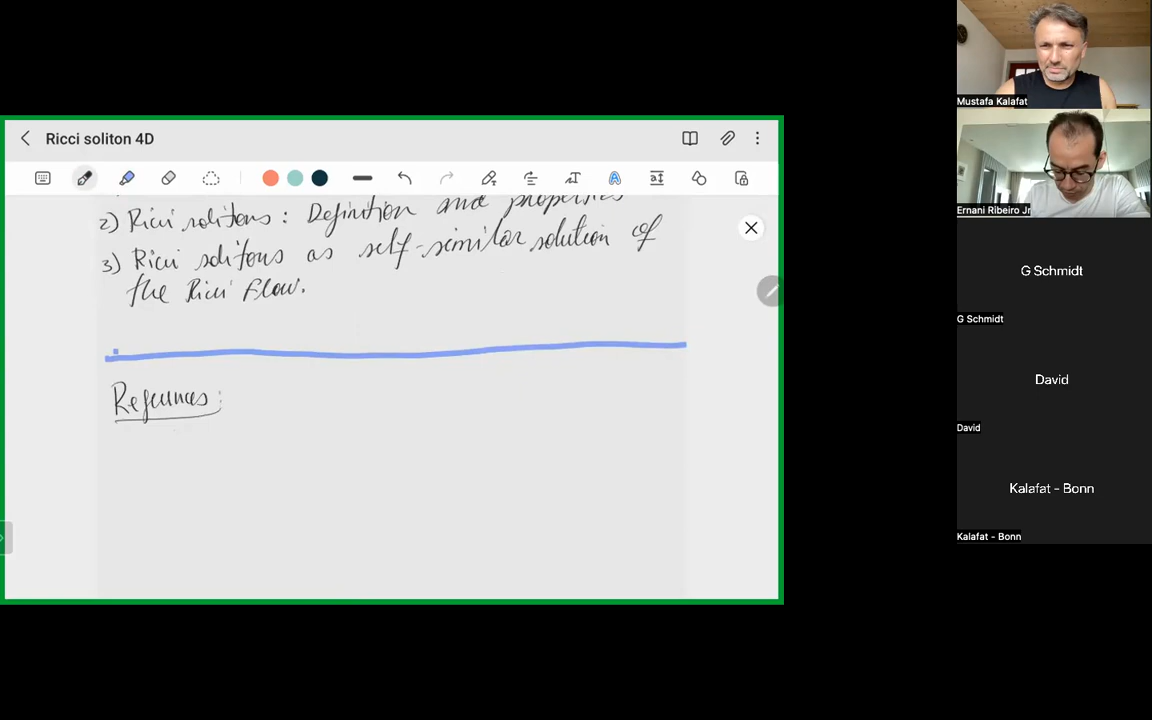 Ricci soliton 4D
2) Ricci solitons : Definition and properties
3) Ricci solitons as self-similar solution of
the Ricci Flow.
References:
Mustafa Kalafat
Ernani Ribeiro Jr
G Schmidt
G Schmidt
David
David
Kalafat - Bonn
Kalafat - Bonn